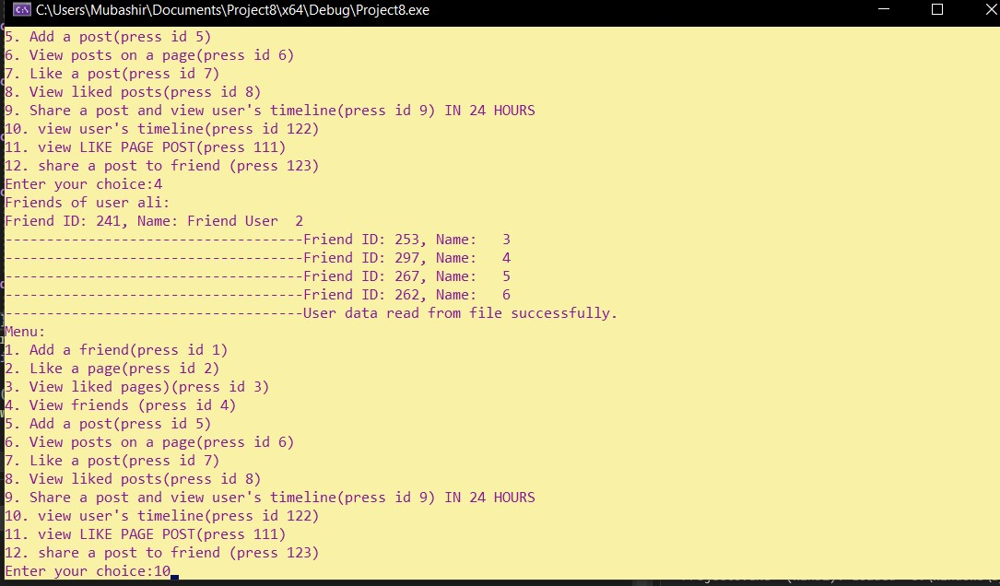 C:\Users\Mubashir\Documents\Project8\x64\Debug\Project8.exe
5. Add a post(press id 5)
6. View posts on a page(press id 6)
7. Like a post(press id 7)
8. View liked posts(press id 8)
9. Share a post and view user's timeline(press id 9) IN 24 HOURS
10. view user's timeline(press id 122)
11. view LIKE PAGE POST(press 111)
12. share a post to friend (press 123)
Enter your choice:4
Friends of user ali:
Friend ID: 241, Name: Friend User  2
------------------------------------Friend ID: 253, Name:   3
------------------------------------Friend ID: 297, Name:   4
------------------------------------Friend ID: 267, Name:   5
------------------------------------Friend ID: 262, Name:   6
------------------------------------User data read from file successfully.
Menu:
1. Add a friend(press id 1)
2. Like a page(press id 2)
3. View liked pages)(press id 3)
4. View friends (press id 4)
5. Add a post(press id 5)
6. View posts on a page(press id 6)
7. Like a post(press id 7)
8. View liked posts(press id 8)
9. Share a post and view user's timeline(press id 9) IN 24 HOURS
10. view user's timeline(press id 122)
11. view LIKE PAGE POST(press 111)
12. share a post to friend (press 123)
Enter your choice:10